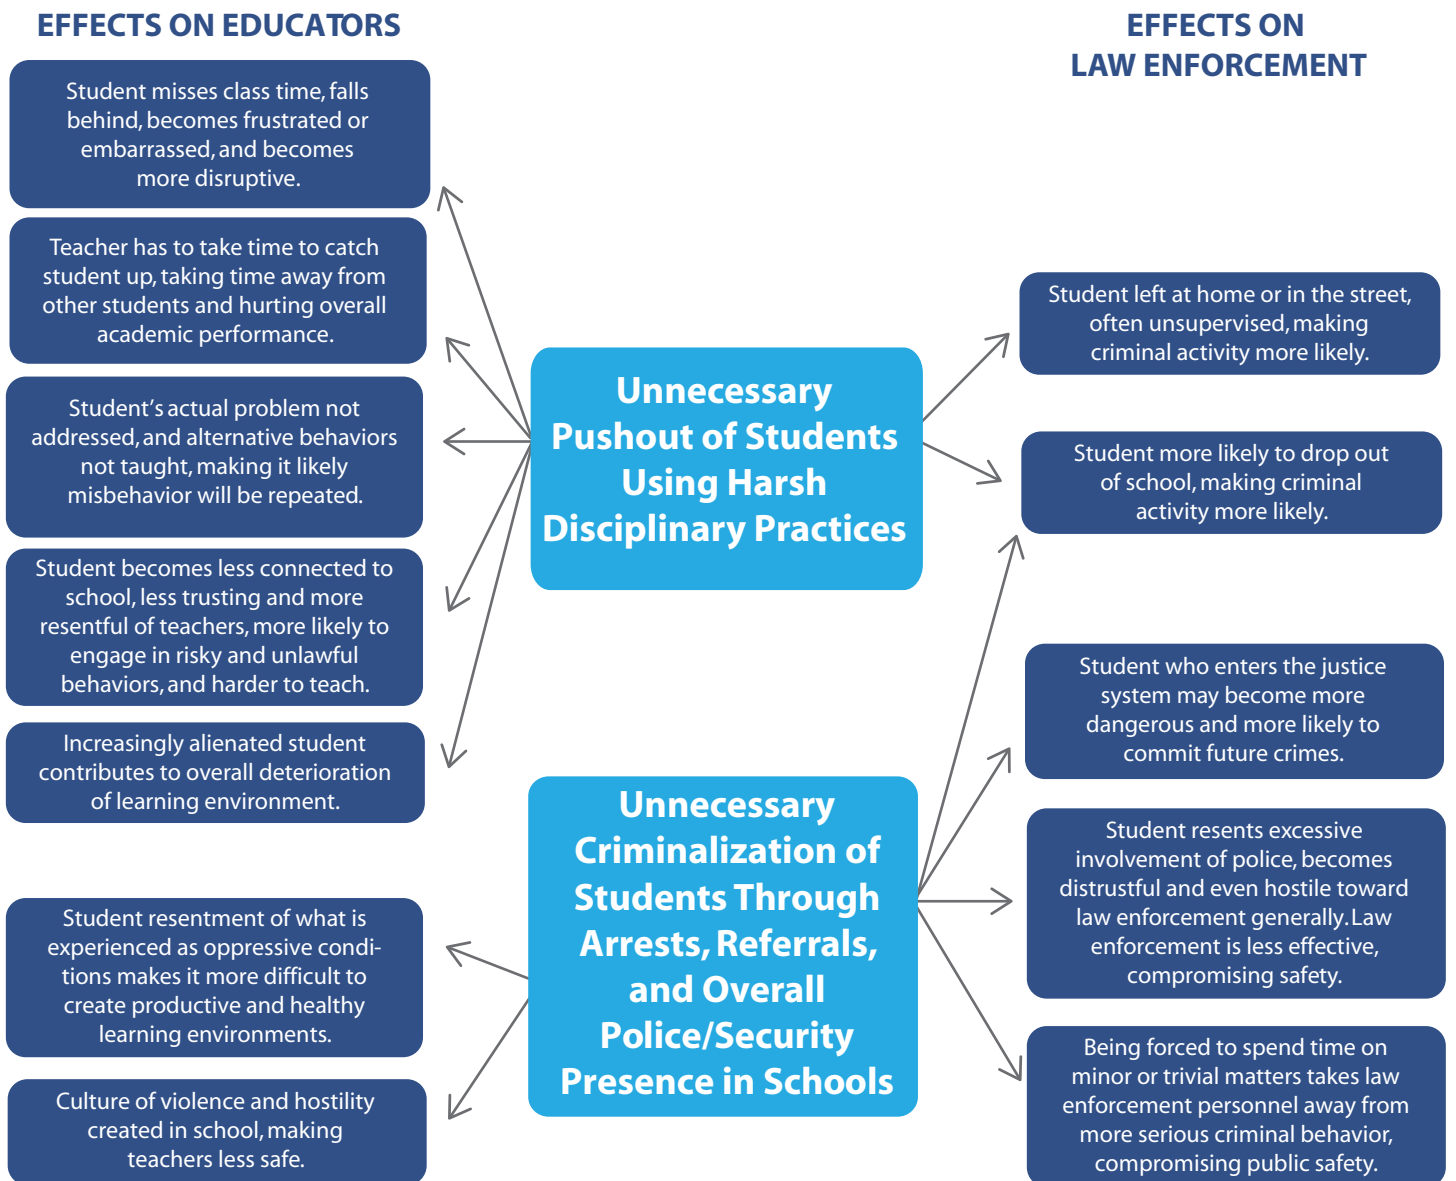 EFFECTS ON EDUCATORS
Student misses class time, falls
behind, becomes frustrated or
embarrassed, and becomes
more disruptive.
Teacher has to take time to catch
student up, taking time away from
other students and hurting overall
academic performance.
Student's actual problem not
addressed, and alternative behaviors
not taught, making it likely
misbehavior will be repeated.
Student becomes less connected to
school, less trusting and more
resentful of teachers, more likely to
engage in risky and unlawful
behaviors, and harder to teach.
Increasingly alienated student
contributes to overall deterioration
of learning environment.
Student resentment of what is
experienced as oppressive condi-
tions makes it more difficult to
create productive and healthy
learning environments.
Culture of violence and hostility
created in school, making
teachers less safe.
Unnecessary
Pushout of Students
Using Harsh
Disciplinary Practices
Unnecessary
Criminalization of
Students Through
Arrests, Referrals,
and Overall
Police/Security
Presence in Schools
EFFECTS ON
LAW ENFORCEMENT
Student left at home or in the street,
often unsupervised, making
criminal activity more likely.
Student more likely to drop out
of school, making criminal
activity more likely.
Student who enters the justice
system may become more
dangerous and more likely to
commit future crimes.
Student resents excessive
involvement of police, becomes
distrustful and even hostile toward
law enforcement generally. Law
enforcement is less effective,
compromising safety.
Being forced to spend time on
minor or trivial matters takes law
enforcement personnel away from
more serious criminal behavior,
compromising public safety.